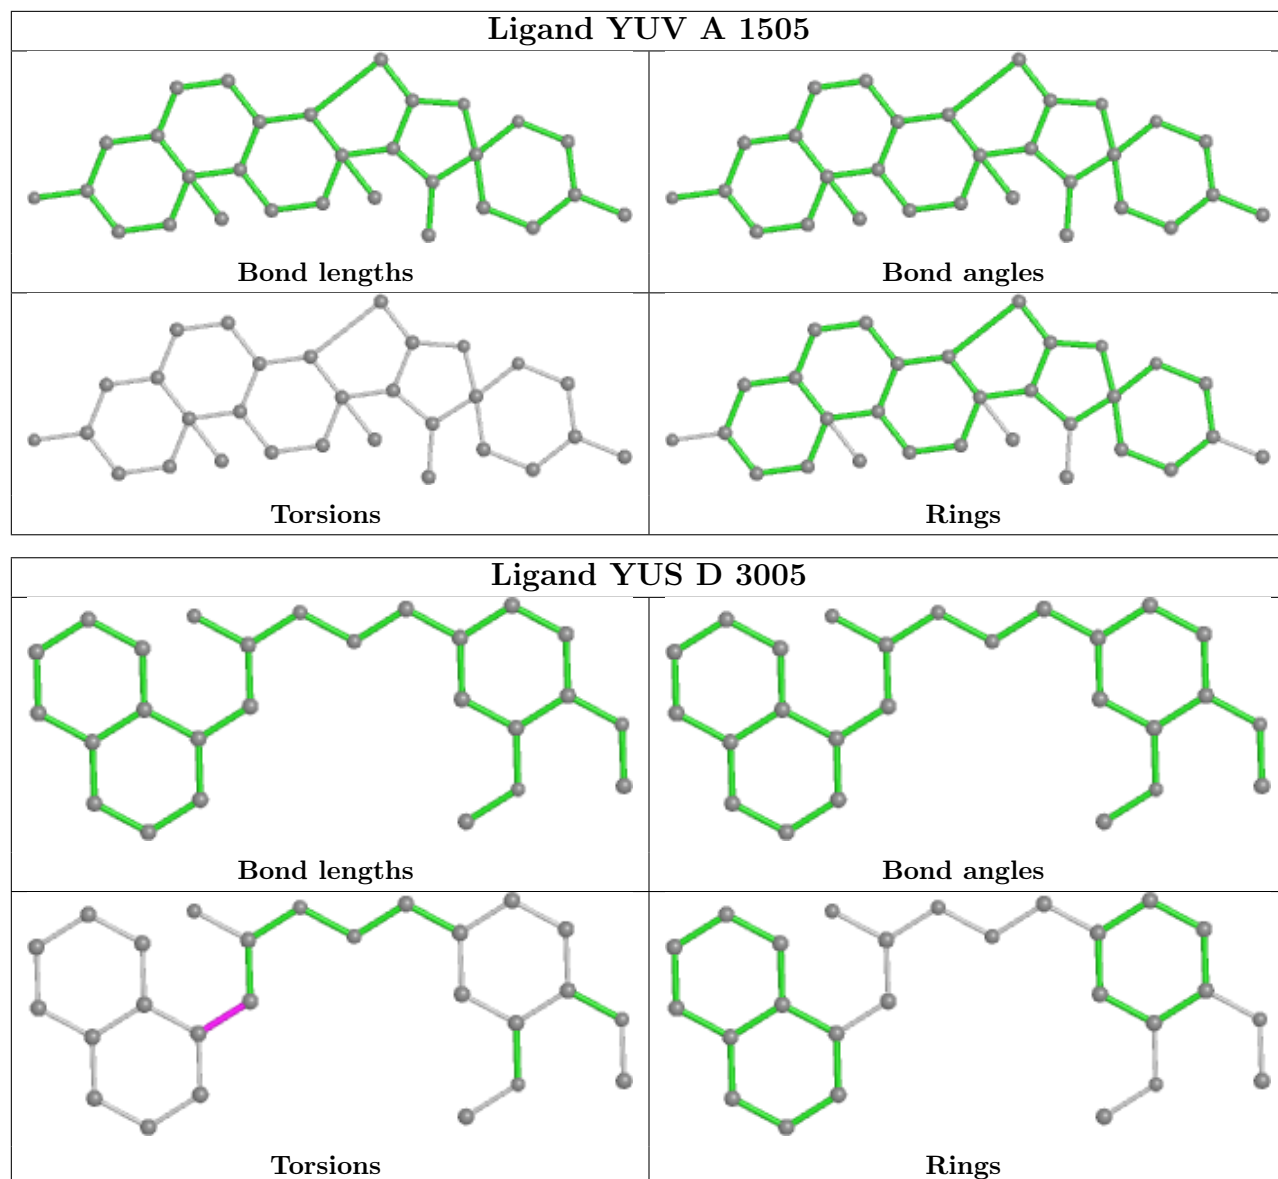 Ligand YUV A 1505
Bond lengths
Bond angles
Torsions
Rings
Ligand YUS D 3005
Bond lengths
Bond angles
Torsions
Rings